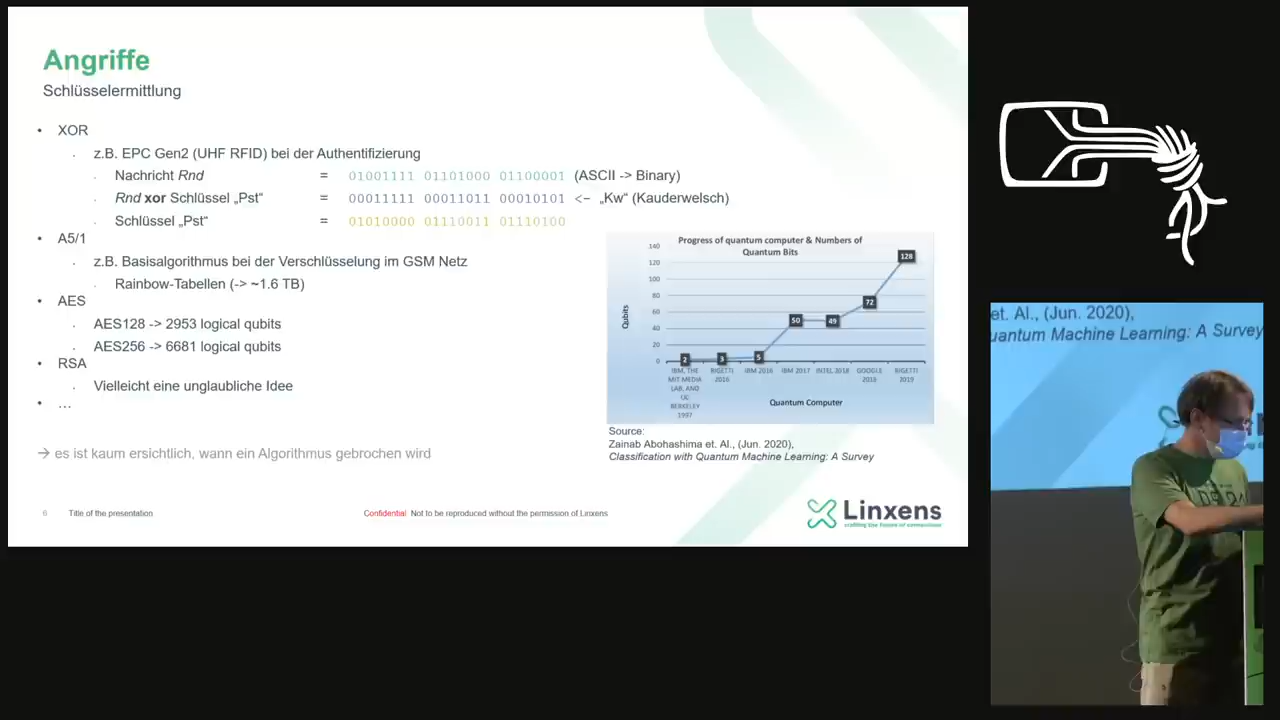 Angriffe
Schlüsselermittlung
• XOR
z.B. EPC Gen2 (UHF RFID) bei der Authentifizierung
Nachricht Rnd = 01001111 01101000 01100001 (ASCII -> Binary)
Rnd xor Schlüssel „Pst“ = 00011111 00011011 00010101 <– „Kw“ (Kauderwelsch)
Schlüssel „Pst“ = 01010000 01110011 01110100
• A5/1
z.B. Basisalgorithmus bei der Verschlüsselung im GSM Netz
Rainbow-Tabellen (-> ~1.6 TB)
• AES
AES128 -> 2953 logical qubits
AES256 -> 6681 logical qubits
• RSA
Vielleicht eine unglaubliche Idee
• …
→ es ist kaum ersichtlich, wann ein Algorithmus gebrochen wird
Progress of quantum computer & Numbers of
Quantum Bits
Qubits
140
120
100
80
60
40
20
0
2
3
5
50
49
72
128
IBM, THE
MIT MEDIA
LAB, AND
UC
BERKELEY
1997
RIGETTI
2016
IBM 2016
IBM 2017
INTEL 2018
GOOGLE
2018
RIGETTI
2019
Quantum Computer
Source:
Zainab Abohashima et. Al., (Jun. 2020),
Classification with Quantum Machine Learning: A Survey
6 Title of the presentation
Confidential Not to be reproduced without the permission of Linxens
Linxens
crafting the future of connections
et. Al., (Jun. 2020),
uantum Machine Learning: A Survey